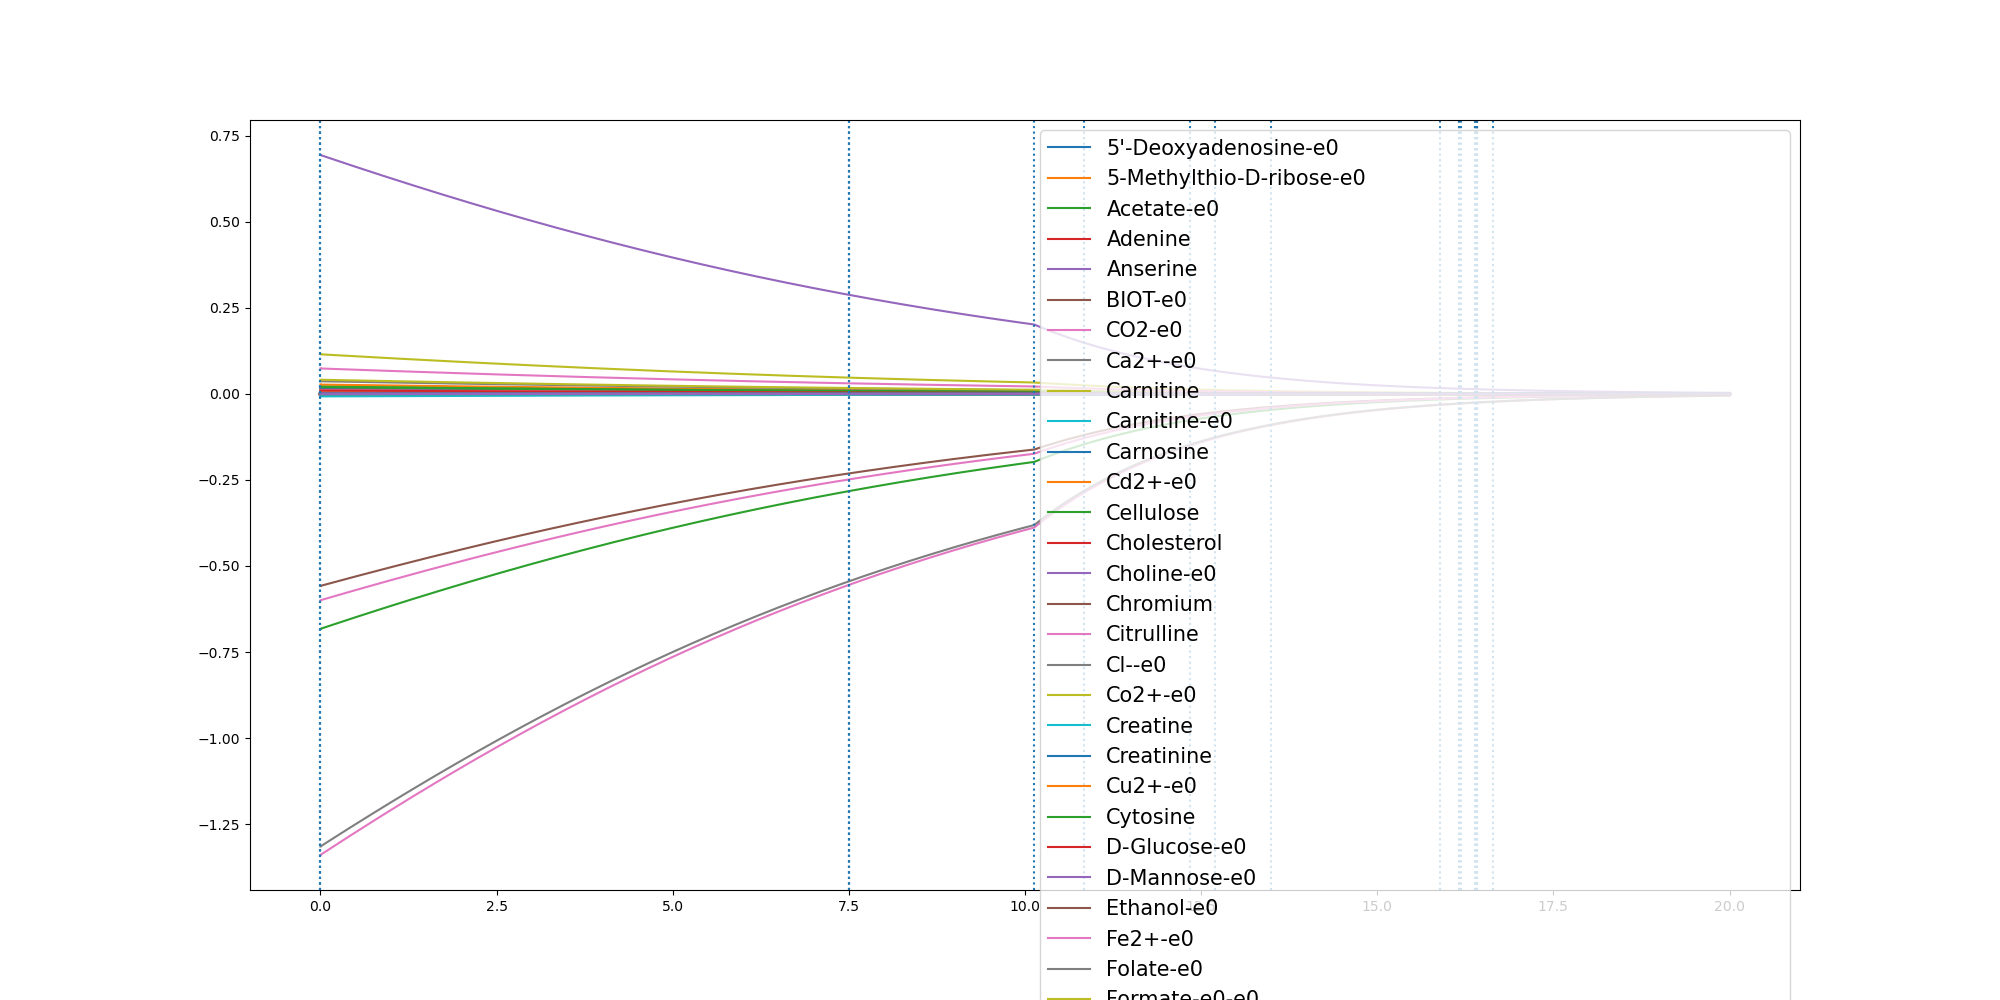 0.75
0.50
0.25
0.00
−0.25
−0.50
−0.75
−1.00
−1.25
0.0
2.5
5.0
7.5
10.0
15.0
17.5
20.0
5'-Deoxyadenosine-e0
5-Methylthio-D-ribose-e0
Acetate-e0
Adenine
Anserine
BIOT-e0
CO2-e0
Ca2+-e0
Carnitine
Carnitine-e0
Carnosine
Cd2+-e0
Cellulose
Cholesterol
Choline-e0
Chromium
Citrulline
Cl--e0
Co2+-e0
Creatine
Creatinine
Cu2+-e0
Cytosine
D-Glucose-e0
D-Mannose-e0
Ethanol-e0
Fe2+-e0
Folate-e0
Formate-e0-e0